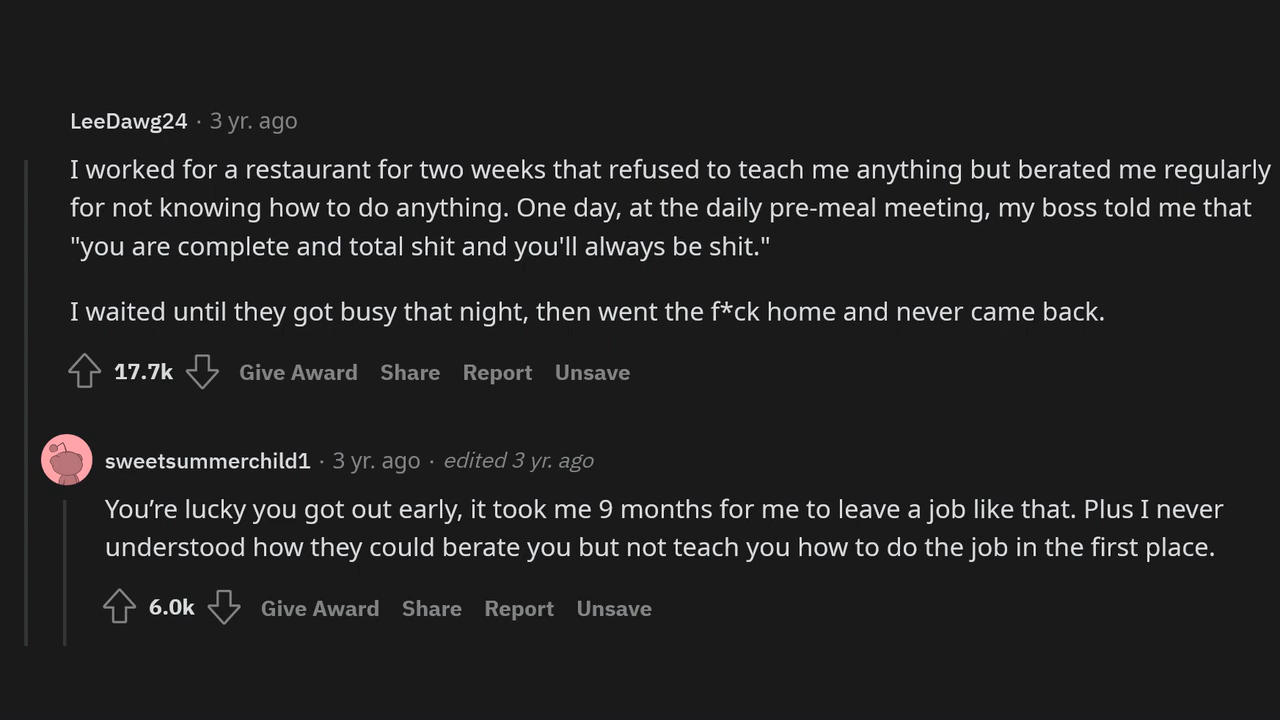 LeeDawg24 · 3 yr. ago
I worked for a restaurant for two weeks that refused to teach me anything but berated me regularly
for not knowing how to do anything. One day, at the daily pre-meal meeting, my boss told me that
"you are complete and total shit and you'll always be shit."
I waited until they got busy that night, then went the f*ck home and never came back.
17.7k Give Award Share Report Unsave
sweetsummerchild1 · 3 yr. ago · edited 3 yr. ago
You’re lucky you got out early, it took me 9 months for me to leave a job like that. Plus I never
understood how they could berate you but not teach you how to do the job in the first place.
6.0k Give Award Share Report Unsave